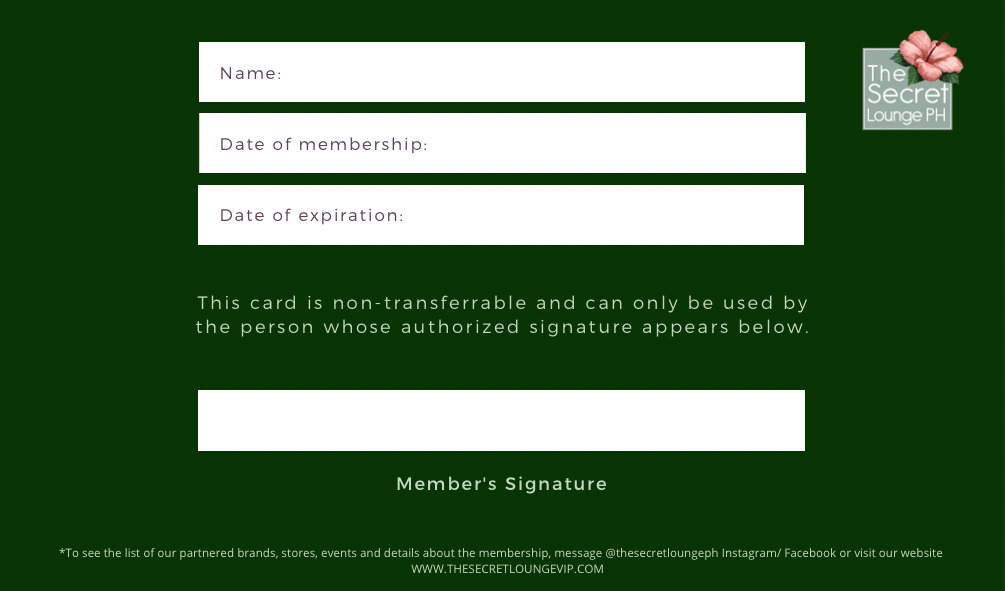 Name:
The
Secret
Lounge PH
Date of membership:
Date of expiration:
This card is non-transferrable and can only be used by
the person whose authorized signature appears below.
Member's Signature
*To see the list of our partnered brands, stores, events and details about the membership, message @thesecretloungeph Instagram/ Facebook or visit our website
WWW.THESECRETLOUNGEVIP.COM